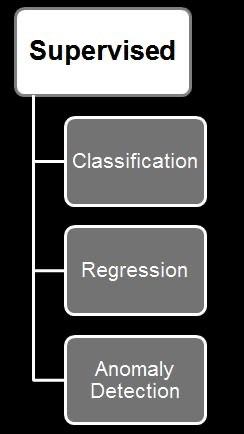 Supervised
Classification
Regression
Anomaly
Detection